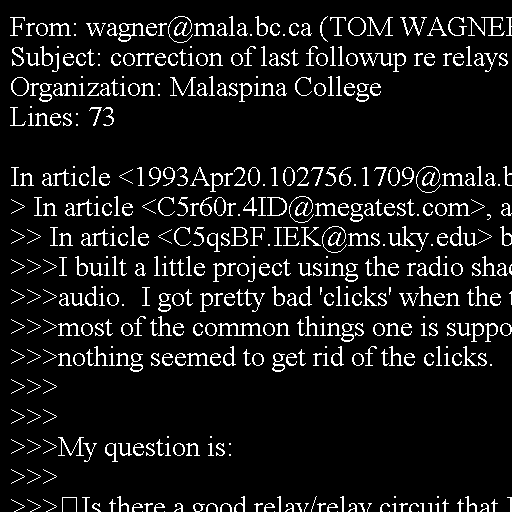 From: wagner@mala.bc.ca (TOM WAGNER
Subject: correction of last followup re relays
Organization: Malaspina College
Lines: 73

In article <1993Apr20.102756.1709@mala.b
> In article <C5r60r.4ID@megatest.com>, a
>> In article <C5qsBF.IEK@ms.uky.edu> b
>>>I built a little project using the radio shac
>>>audio.  I got pretty bad 'clicks' when the t
>>>most of the common things one is suppo
>>>nothing seemed to get rid of the clicks.
>>>
>>>
>>>My question is:
>>>
>>>Is there a good relay/relay circuit that I